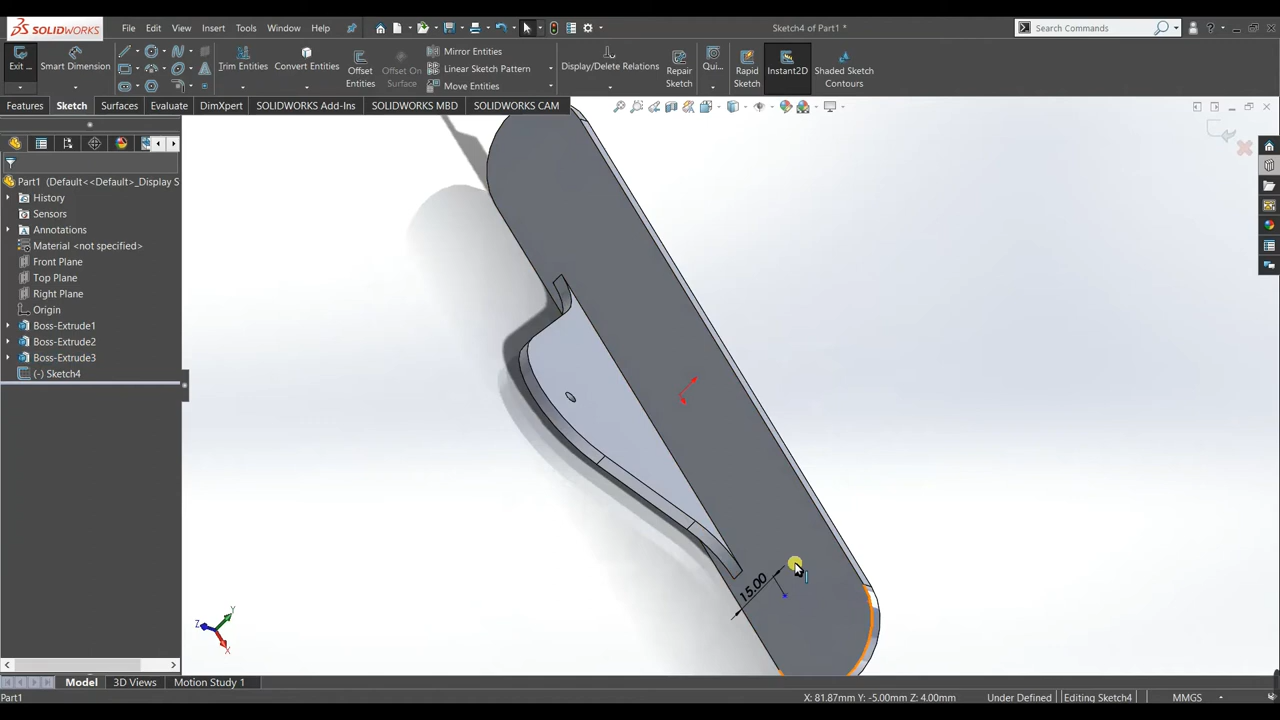 SOLIDWORKS
File
Edit
View
Insert
Tools
Window
Help
Sketch4 of Part1 *
Search Commands
Exit ...
Smart Dimension
Trim Entities
Convert Entities
Offset Entities
Offset On Surface
Mirror Entities
Linear Sketch Pattern
Move Entities
Display/Delete Relations
Repair Sketch
Qui...
Rapid Sketch
Instant2D
Shaded Sketch Contours
Features
Sketch
Surfaces
Evaluate
DimXpert
SOLIDWORKS Add-Ins
SOLIDWORKS MBD
SOLIDWORKS CAM
Part1 (Default<<Default>_Display S
History
Sensors
Annotations
Material <not specified>
Front Plane
Top Plane
Right Plane
Origin
Boss-Extrude1
Boss-Extrude2
Boss-Extrude3
(-) Sketch4
15.00
Y
Z
X
Model
3D Views
Motion Study 1
Part1
X: 81.87mm Y: -5.00mm Z: 4.00mm
Under Defined
Editing Sketch4
MMGS